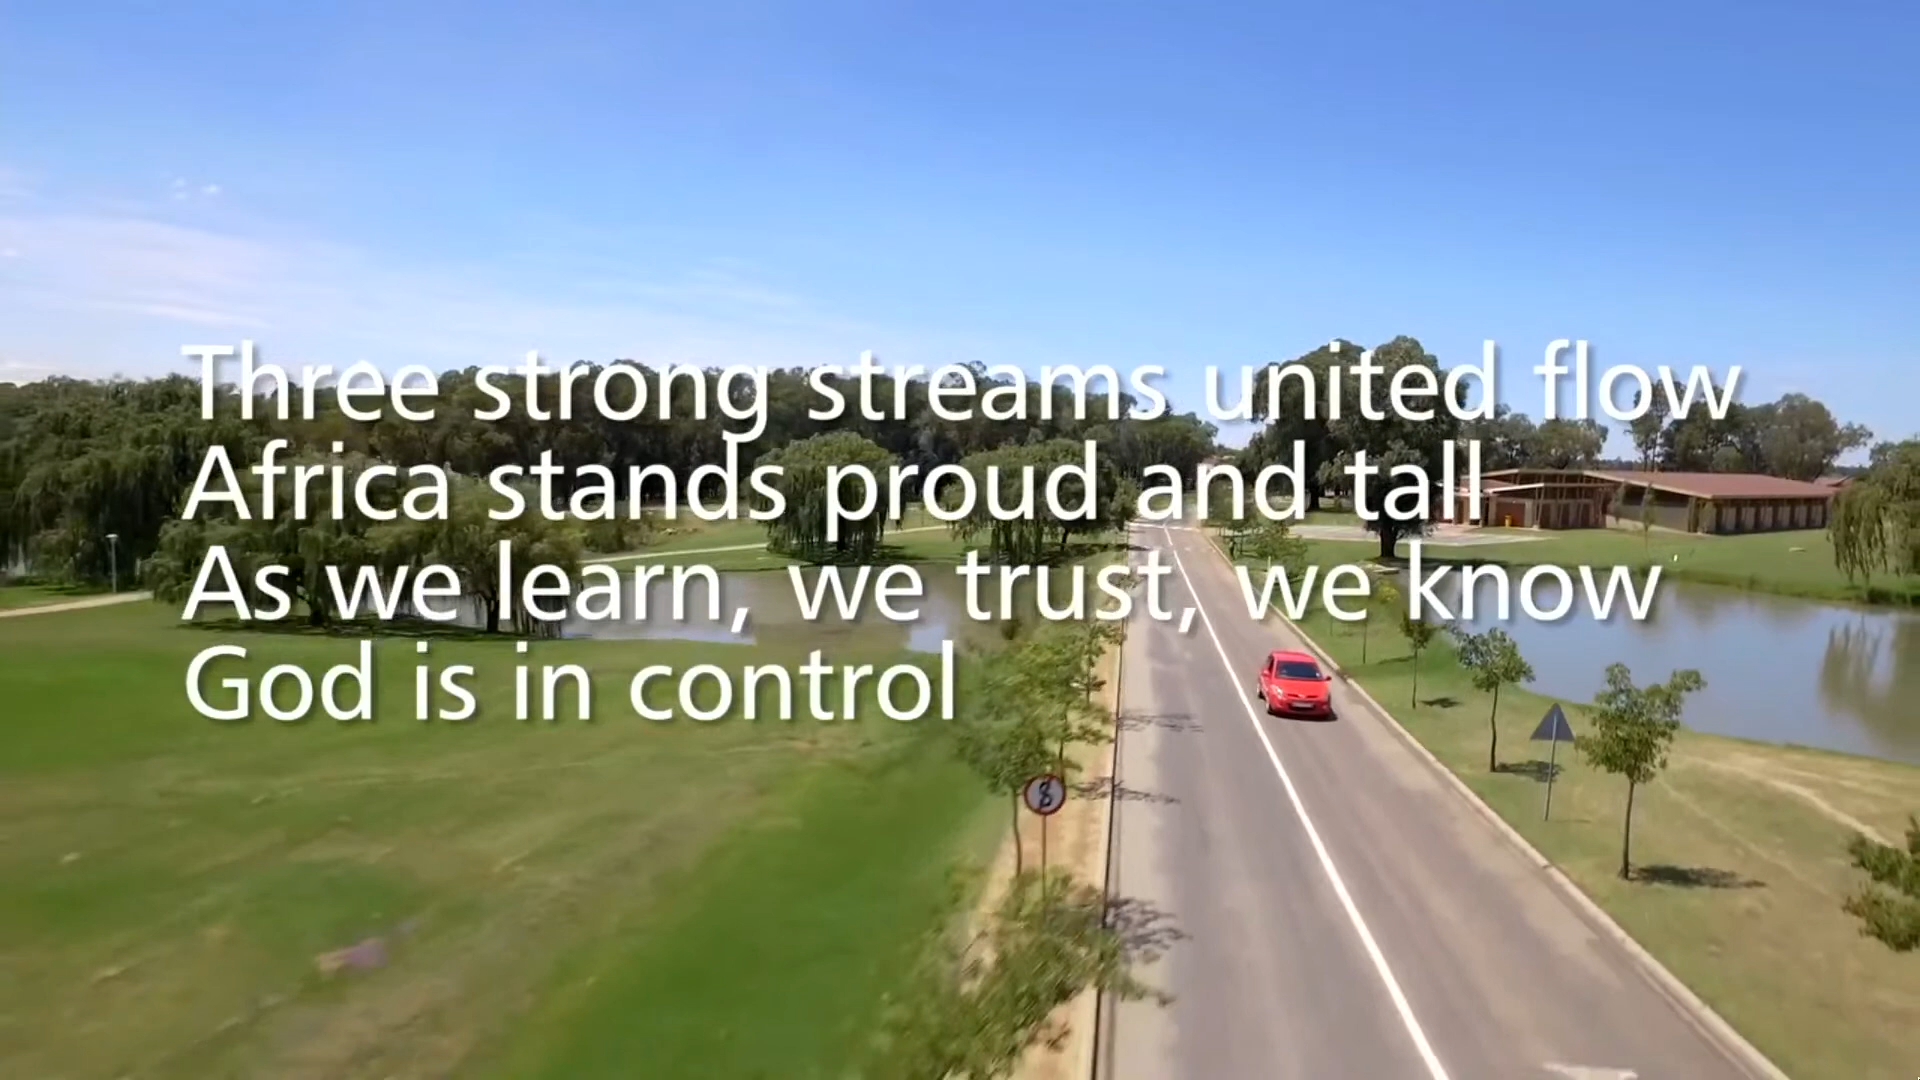 Three strong streams united flow
Africa stands proud and tall
As we learn, we trust, we know
God is in control